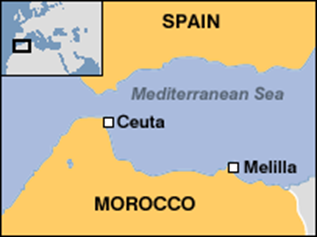 SPAIN
Mediterranean Sea
Ceuta
Melilla
MOROCCO